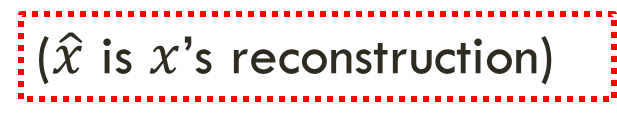 (x̂ is x's reconstruction)